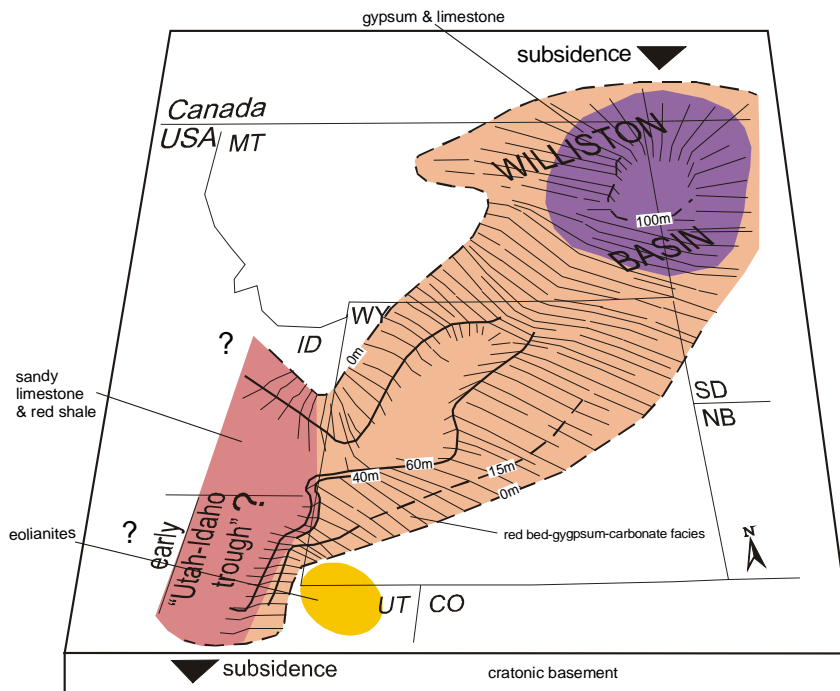 gypsum & limestone
subsidence
Canada
USA
MT
WILLISTON
100m
BASIN
WY
?
ID
0m
sandy
limestone
& red shale
SD
NB
60m
40m
15m
0m
?
early
"Utah-Idaho
trough"
?
eolianites
red bed-gygpsum-carbonate facies
N
UT
CO
subsidence
cratonic basement